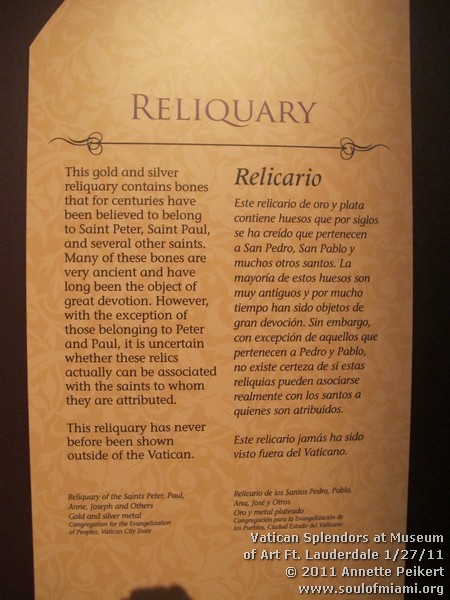 RELIQUARY
This gold and silver
reliquary contains bones
that for centuries have
been believed to belong
to Saint Peter, Saint Paul,
and several other saints.
Many of these bones are
very ancient and have
long been the object of
great devotion. However,
with the exception of
those belonging to Peter
and Paul, it is uncertain
whether these relics
actually can be associated
with the saints to whom
they are attributed.
This reliquary has never
before been shown
outside of the Vatican.
Reliquary of the Saints Peter, Paul,
Anne, Joseph and Others
Gold and silver metal
Congregation for the Evangelization
of Peoples, Vatican City State
Relicario
Este relicario de oro y plata
contiene huesos que por siglos
se ha creído que pertenecen
a San Pedro, San Pablo y
muchos otros santos. La
mayoría de estos huesos son
muy antiguos y por mucho
tiempo han sido objetos de
gran devoción. Sin embargo,
con excepción de aquellos que
pertenecen a Pedro y Pablo,
no existe certeza de si estas
reliquias pueden asociarse
realmente con los santos a
quienes son atribuidos.
Este relicario jamás ha sido
visto fuera del Vaticano.
Relicario de los Santos Pedro, Pablo,
Ana, José y Otros
Oro y metal plateado
Congregación para la Evangelización de
los Pueblos, Ciudad Estado del Vaticano
Vatican Splendors at Museum
of Art Ft. Lauderdale 1/27/11
© 2011 Annette Peikert
www.soulofmiami.org